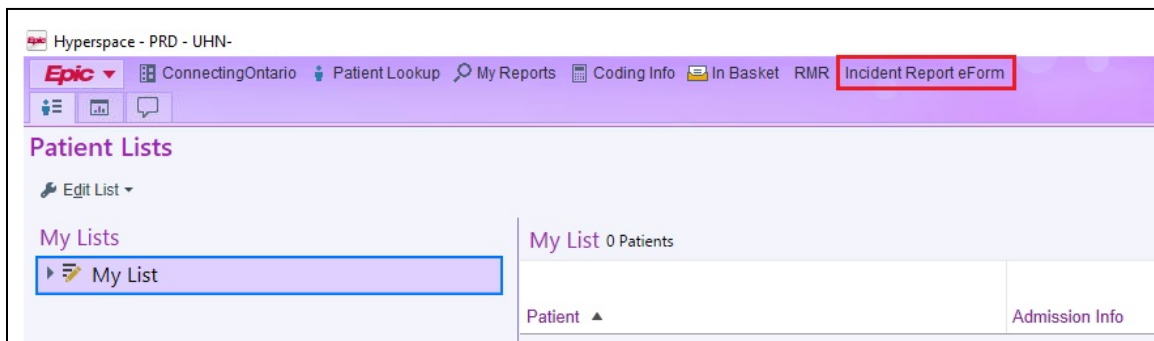 Epic Hyperspace - PRD - UHN-
Epic ConnectingOntario Patient Lookup My Reports Coding Info In Basket RMR Incident Report eForm
Patient Lists
Edit List
My Lists
My List 0 Patients
My List
Patient Admission Info